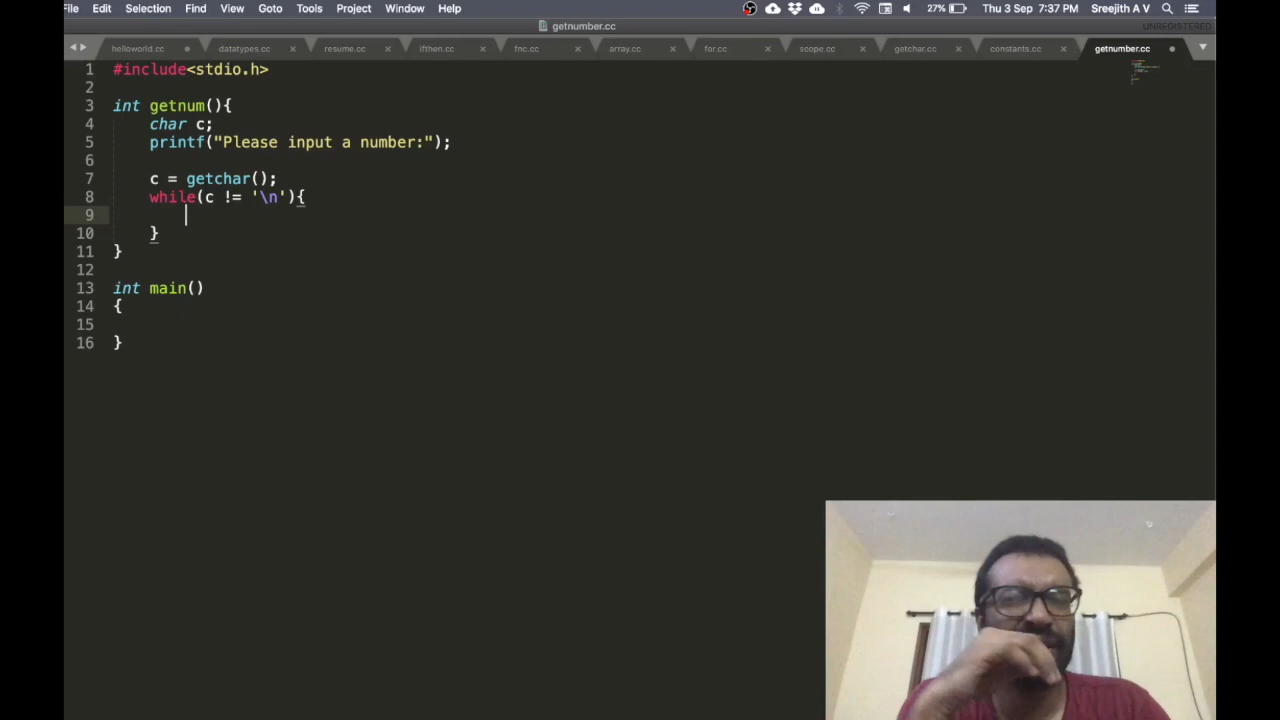 File Edit Selection Find View Goto Tools Project Window Help 27% Thu 3 Sep 7:37 PM Sreejith A V
getnumber.cc UNREGISTERED
helloworld.cc datatypes.cc resume.cc ifthen.cc fnc.cc array.cc for.cc scope.cc getchar.cc constants.cc getnumber.cc
1 #include<stdio.h>
2
3 int getnum(){
4 char c;
5 printf("Please input a number:");
6
7 c = getchar();
8 while(c != '\n'){
9
10 }
11 }
12
13 int main()
14 {
15
16 }